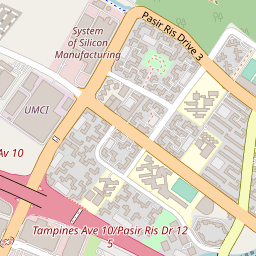 Pasir Ris Drive 3
System
of Silicon
Manufacturing
UMCI
Av 10
Tampines Ave 10/Pasir Ris Dr 12
5